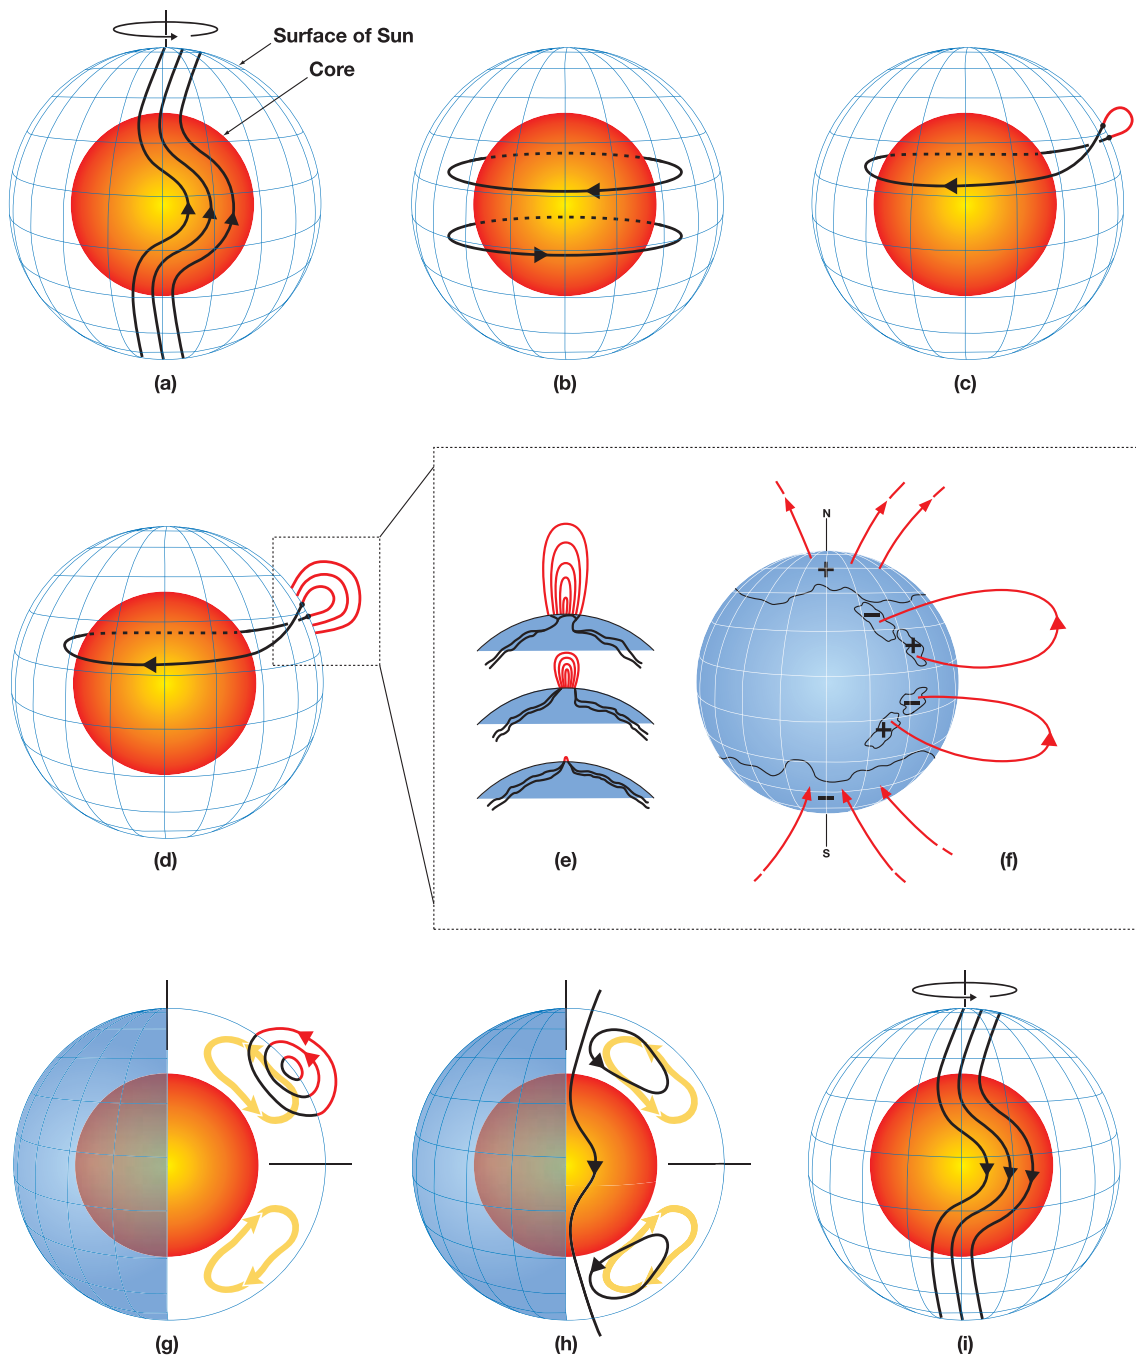 Surface of Sun
Core
(a)
(b)
(c)
(d)
(e)
N
+
−
+
−
+
−
S
(f)
(g)
(h)
(i)